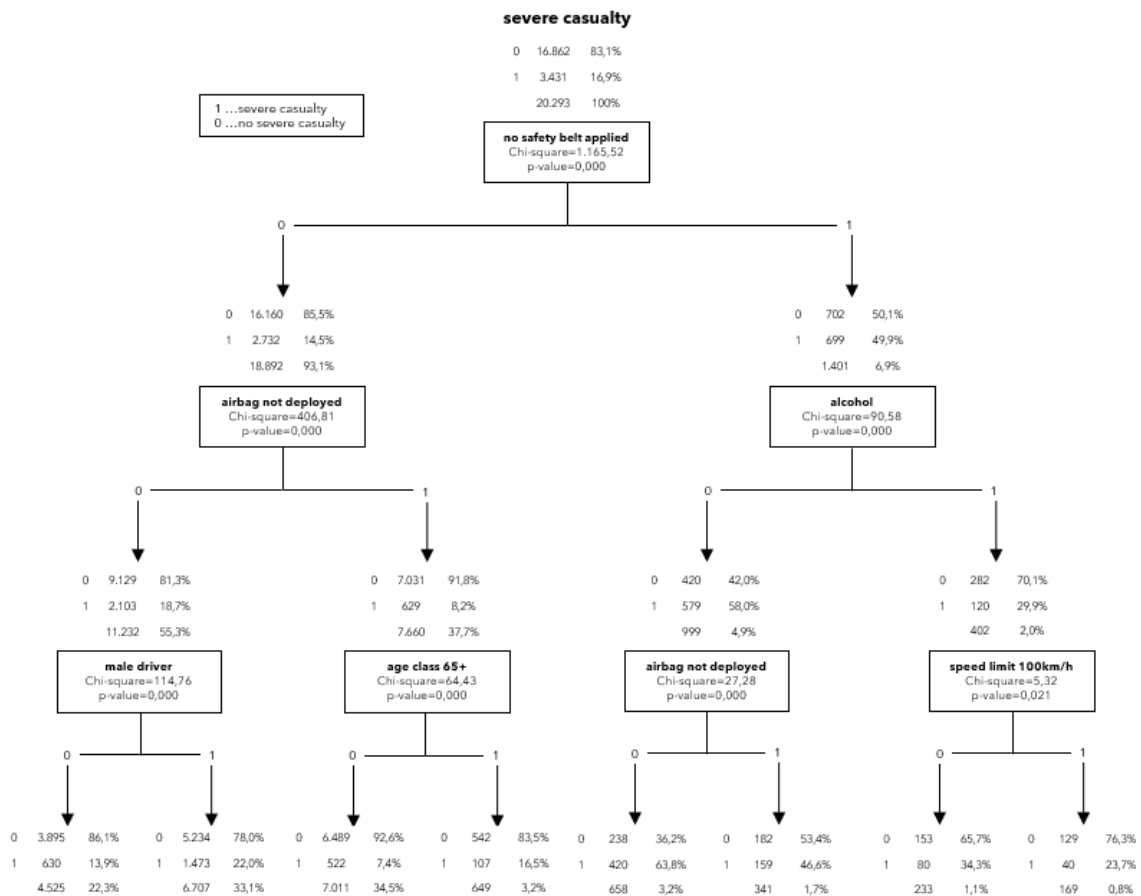 severe casualty
0 16.862 83,1%
1 3.431 16,9%
20.293 100%
1 ...severe casualty
0 ...no severe casualty
no safety belt applied
Chi-square=1.165,52
p-value=0,000
0 1
0 16.160 85,5% 0 702 50,1%
1 2.732 14,5% 1 699 49,9%
18.892 93,1% 1.401 6,9%
airbag not deployed alcohol
Chi-square=406,81 Chi-square=90,58
p-value=0,000 p-value=0,000
0 1 0 1
0 9.129 81,3% 0 7.031 91,8% 0 420 42,0% 0 282 70,1%
1 2.103 18,7% 1 629 8,2% 1 579 58,0% 1 120 29,9%
11.232 55,3% 7.660 37,7% 999 4,9% 402 2,0%
male driver age class 65+ airbag not deployed speed limit 100km/h
Chi-square=114,76 Chi-square=64,43 Chi-square=27,28 Chi-square=5,32
p-value=0,000 p-value=0,000 p-value=0,000 p-value=0,021
0 1 0 1 0 1 0 1
0 3.895 86,1% 0 5.234 78,0% 0 6.489 92,6% 0 542 83,5% 0 238 36,2% 0 182 53,4% 0 153 65,7% 0 129 76,3%
1 630 13,9% 1 1.473 22,0% 1 522 7,4% 1 107 16,5% 1 420 63,8% 1 159 46,6% 1 80 34,3% 1 40 23,7%
4.525 22,3% 6.707 33,1% 7.011 34,5% 649 3,2% 658 3,2% 341 1,7% 233 1,1% 169 0,8%